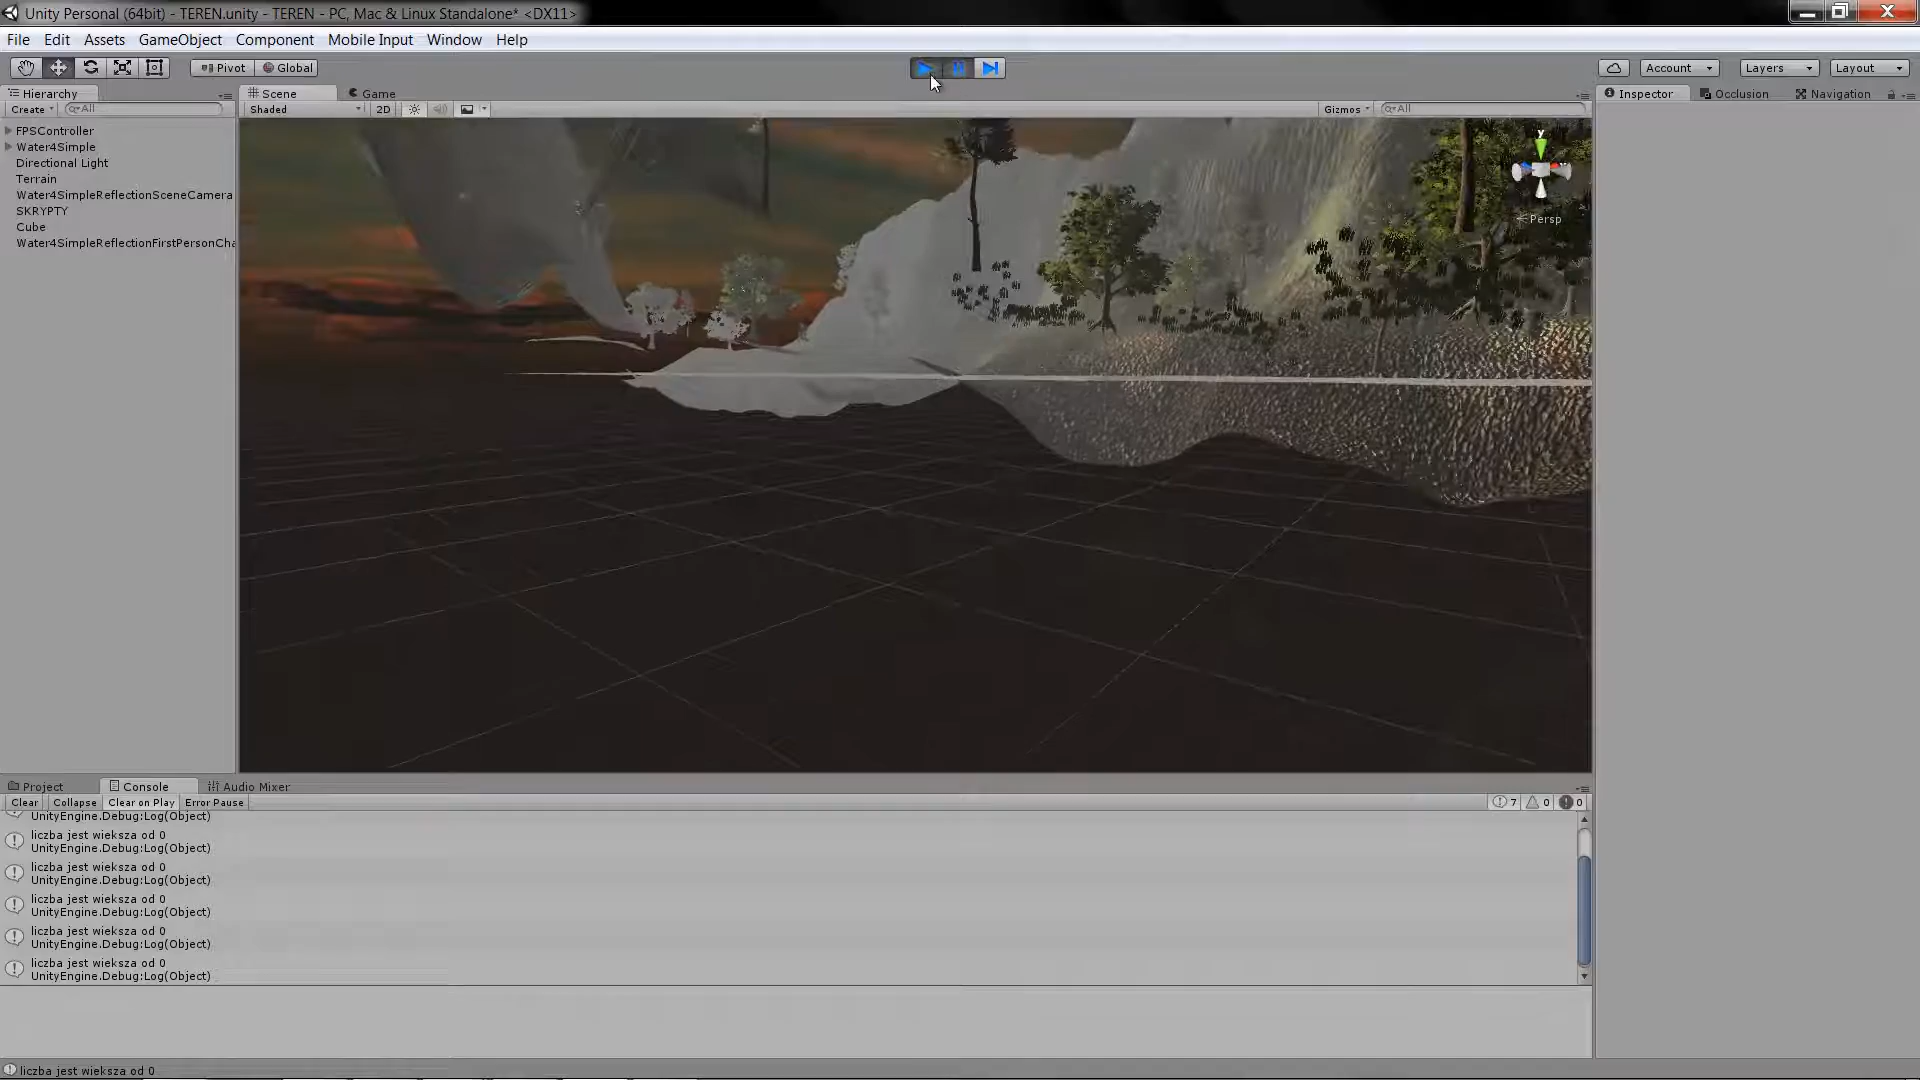 Unity Personal (64bit) - TEREN.unity - TEREN - PC, Mac & Linux Standalone* <DX11>
File Edit Assets GameObject Component Mobile Input Window Help
Pivot Global Account Layers Layout
Hierarchy Scene Game Inspector Occlusion Navigation
Create All Shaded 2D Gizmos All
FPSController
Water4Simple
Directional Light
Terrain
Water4SimpleReflectionSceneCamera
SKRYPTY
Cube
Water4SimpleReflectionFirstPersonCha
y
Persp
Project Console Audio Mixer
Clear Collapse Clear on Play Error Pause 7 0 0
UnityEngine.Debug:Log(Object)
liczba jest wieksza od 0
UnityEngine.Debug:Log(Object)
liczba jest wieksza od 0
UnityEngine.Debug:Log(Object)
liczba jest wieksza od 0
UnityEngine.Debug:Log(Object)
liczba jest wieksza od 0
UnityEngine.Debug:Log(Object)
liczba jest wieksza od 0
UnityEngine.Debug:Log(Object)
liczba jest wieksza od 0